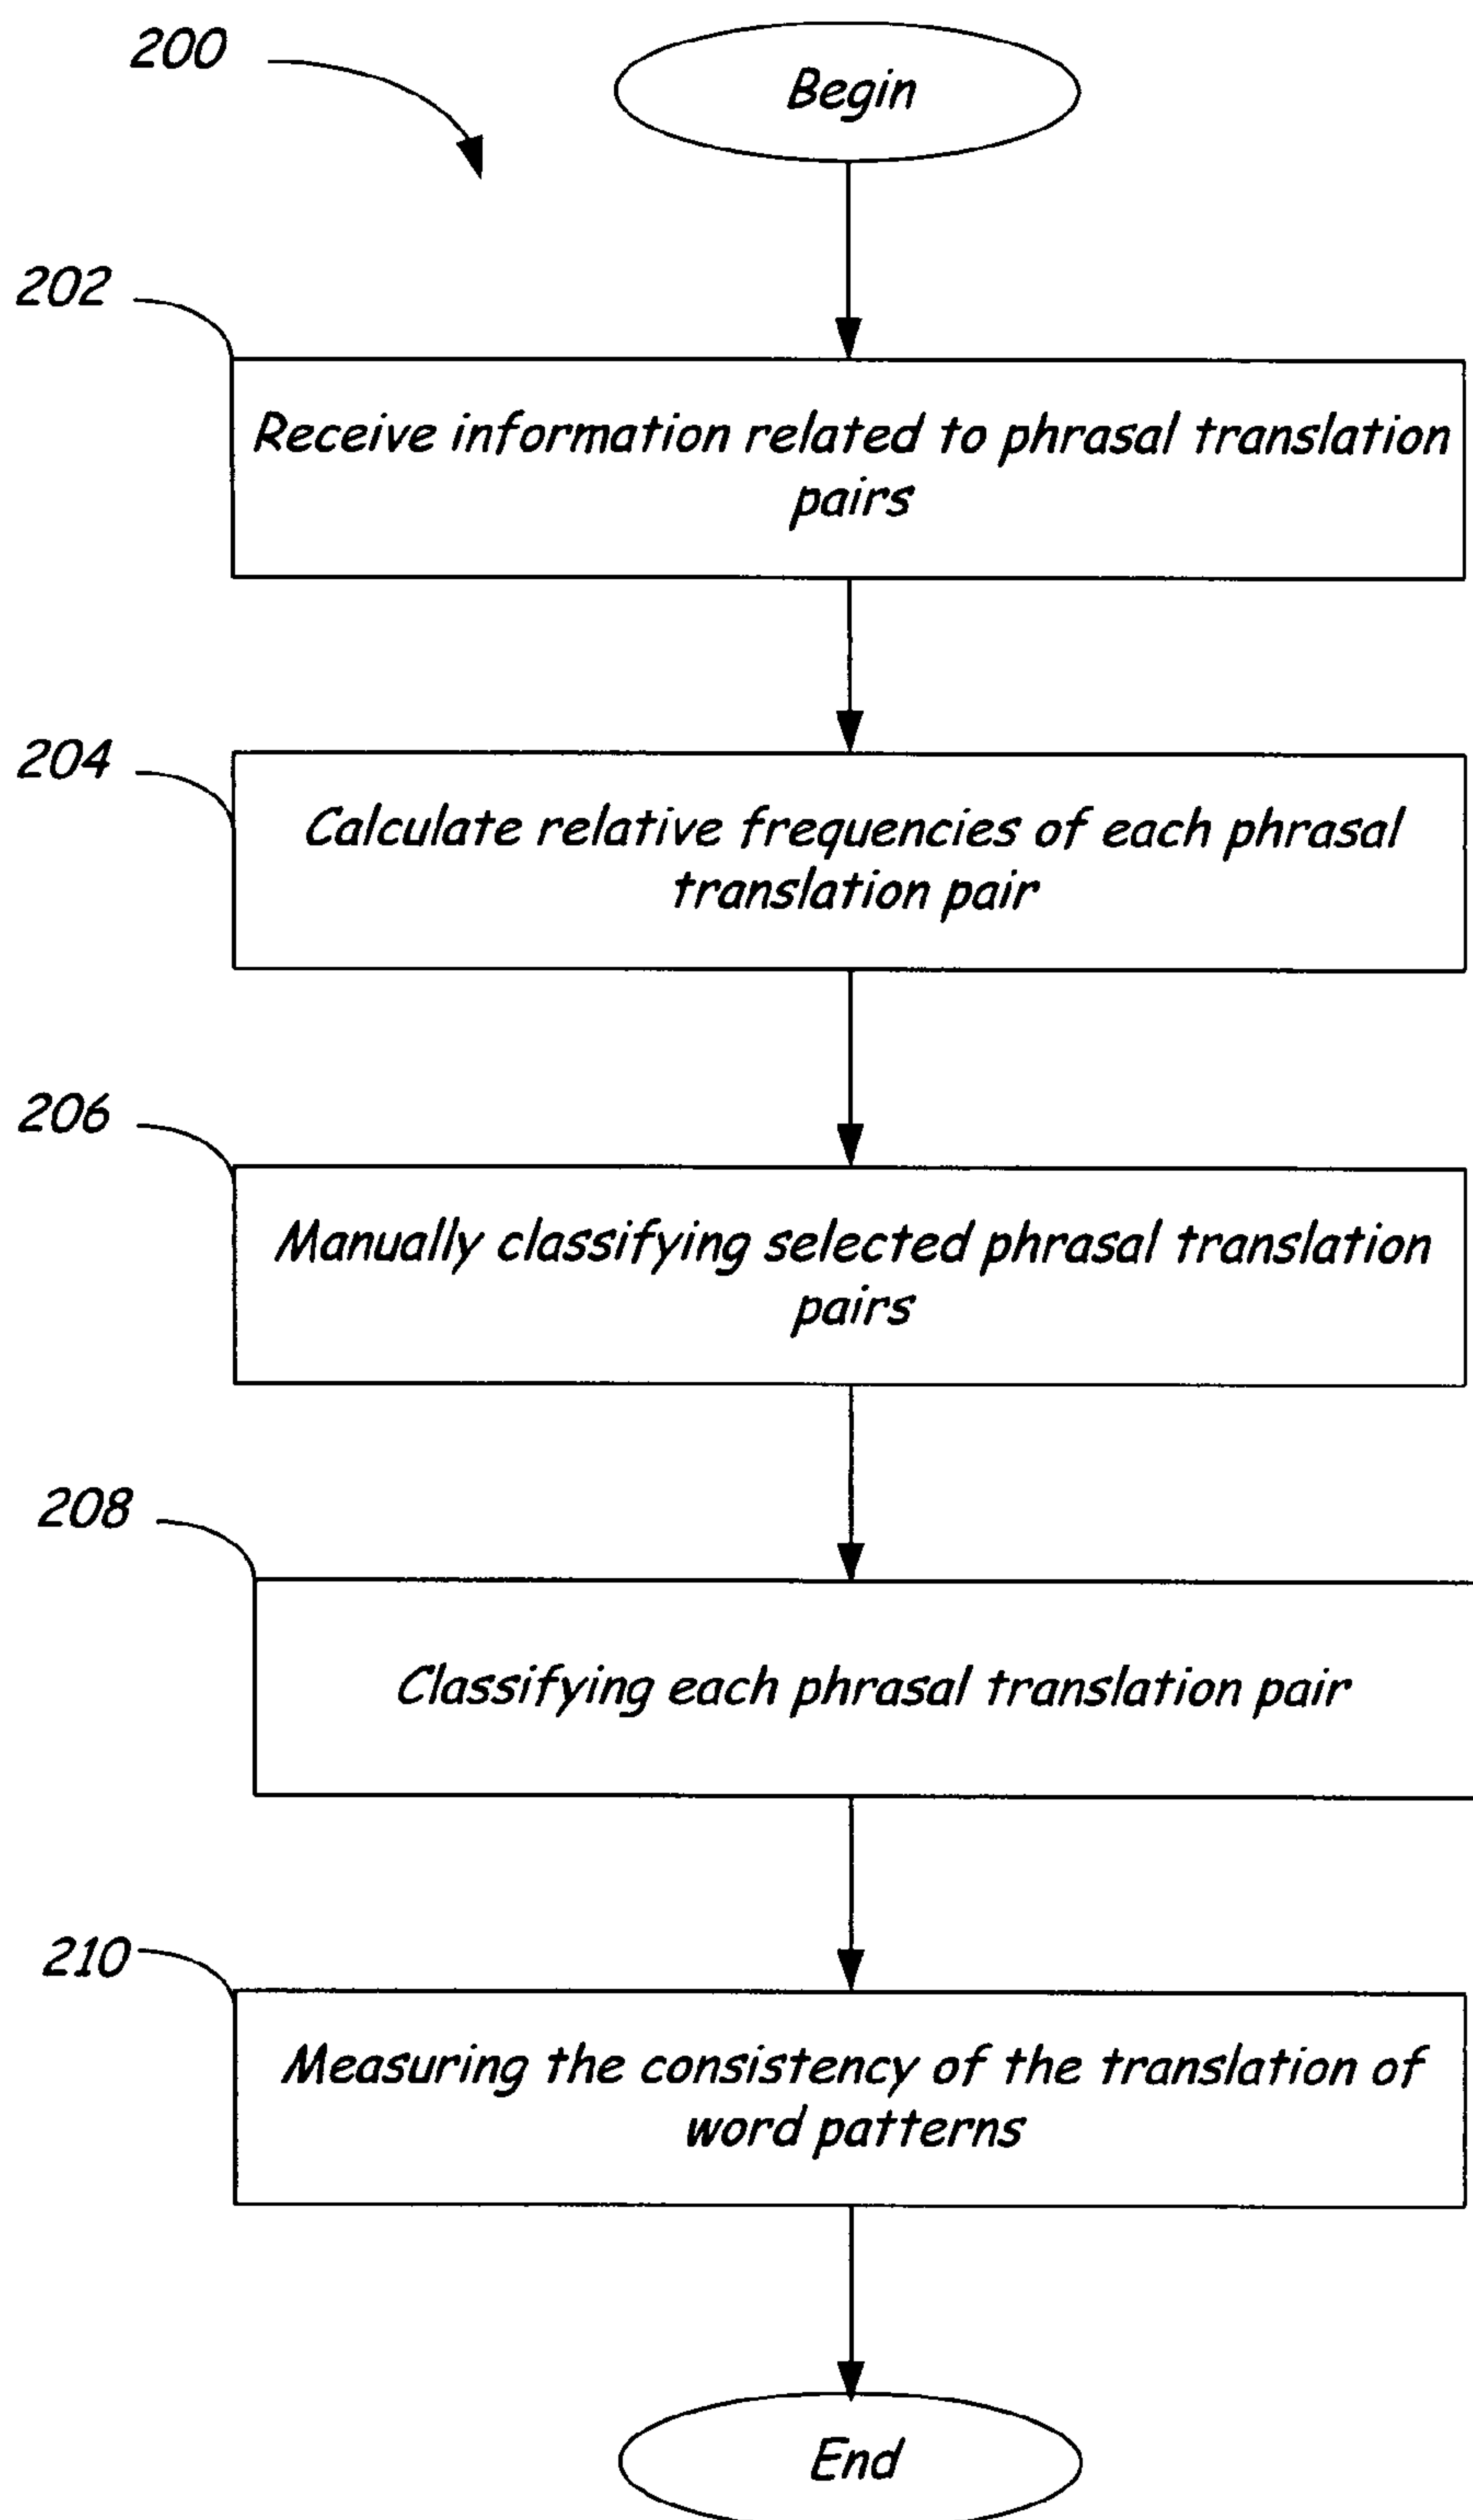 200
Begin
202
Receive information related to phrasal translation
pairs
204
Calculate relative frequencies of each phrasal
translation pair
206
Manually classifying selected phrasal translation
pairs
208
Classifying each phrasal translation pair
210
Measuring the consistency of the translation of
word patterns
End